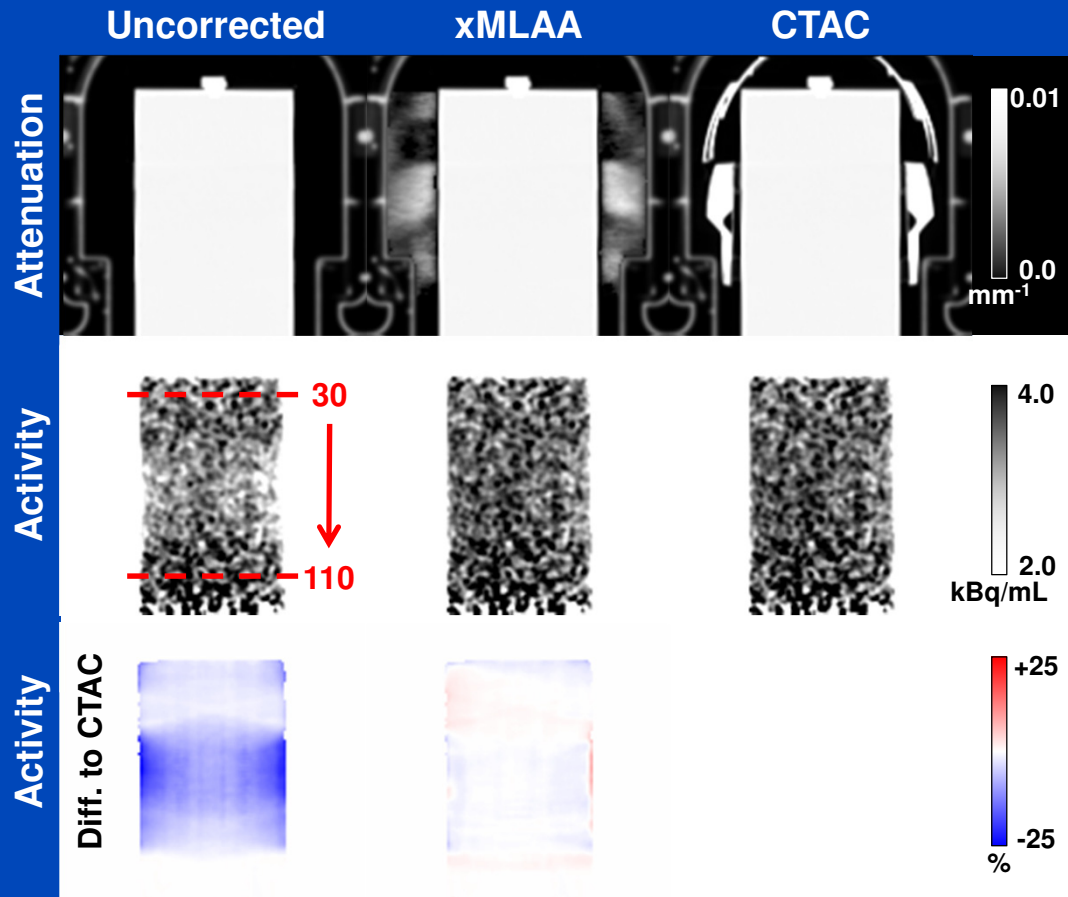 Uncorrected xMLAA CTAC
Attenuation
0.01
0.0
mm-1
Activity
30
110
4.0
2.0
kBq/mL
Activity
Diff. to CTAC
+25
-25
%